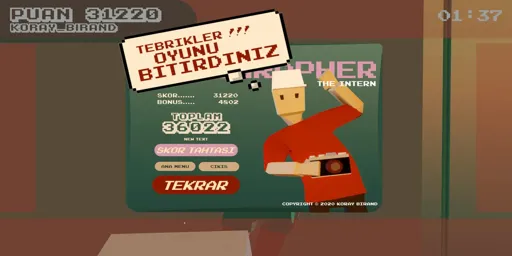 PUAN 31220
KORAY_BIRAND
01:37
TEBRIKLER !!!
OYUNU
BITIRDINIZ
THE INTERN
SKOR...... 31220
BONUS..... 4802
TOPLAM
36022
NEW TEXT
SKOR TAHTASI
ANA MENU
CIKIS
TEKRAR
COPYRIGHT © 2020 KORAY BIRAND